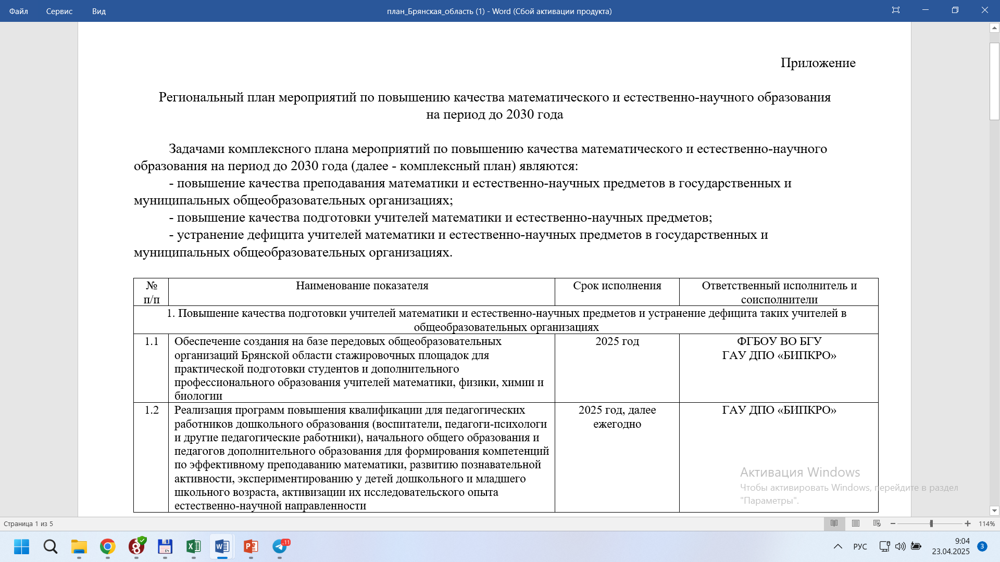 Файл Сервис Вид план_Брянская_область (1) - Word (Сбой активации продукта)
Приложение
Региональный план мероприятий по повышению качества математического и естественно-научного образования
на период до 2030 года
Задачами комплексного плана мероприятий по повышению качества математического и естественно-научного
образования на период до 2030 года (далее - комплексный план) являются:
- повышение качества преподавания математики и естественно-научных предметов в государственных и
муниципальных общеобразовательных организациях;
- повышение качества подготовки учителей математики и естественно-научных предметов;
- устранение дефицита учителей математики и естественно-научных предметов в государственных и
муниципальных общеобразовательных организациях.
№ Наименование показателя Срок исполнения Ответственный исполнитель и
п/п соисполнители
1. Повышение качества подготовки учителей математики и естественно-научных предметов и устранение дефицита таких учителей в
общеобразовательных организациях
1.1 Обеспечение создания на базе передовых общеобразовательных 2025 год ФГБОУ ВО БГУ
организаций Брянской области стажировочных площадок для ГАУ ДПО «БИПКРО»
практической подготовки студентов и дополнительного
профессионального образования учителей математики, физики, химии и
биологии
1.2 Реализация программ повышения квалификации для педагогических 2025 год, далее ГАУ ДПО «БИПКРО»
работников дошкольного образования (воспитатели, педагоги-психологи ежегодно
и другие педагогические работники), начального общего образования и
педагогов дополнительного образования для формирования компетенций
по эффективному преподаванию математики, развитию познавательной
активности, экспериментированию у детей дошкольного и младшего
школьного возраста, активизации их исследовательского опыта
естественно-научной направленности
Активация Windows
Чтобы активировать Windows, перейдите в раздел
"Параметры".
Страница 1 из 5 114%
64 11 РУС 9:04
23.04.2025 3